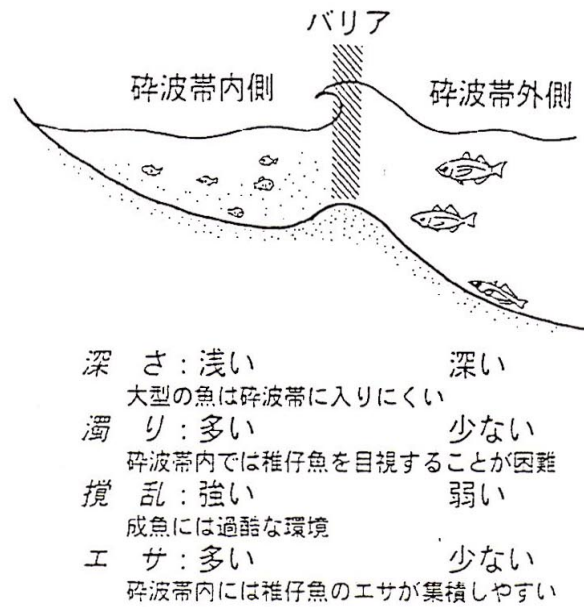 バリア
砕波帯内側 砕波帯外側
深 さ:浅い 深い
大型の魚は砕波帯に入りにくい
濁 り:多い 少ない
砕波帯内では稚仔魚を目視することが困難
撹 乱:強い 弱い
成魚には過酷な環境
エ サ:多い 少ない
砕波帯内には稚仔魚のエサが集積しやすい